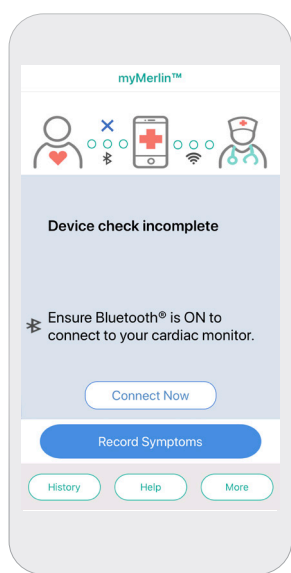 myMerlin™
Device check incomplete
Ensure Bluetooth® is ON to
connect to your cardiac monitor.
Connect Now
Record Symptoms
History Help More